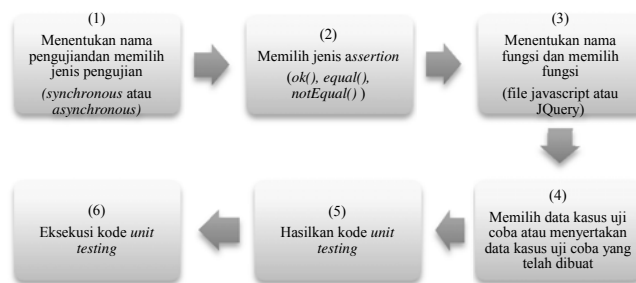 (1)
Menentukan nama
pengujiandan memilih
jenis pengujian
(synchronous atau
asynchronous)
(2)
Memilih jenis assertion
(ok(), equal(),
notEqual() )
(3)
Menentukan nama
fungsi dan memilih
fungsi
(file javascript atau
JQuery)
(4)
Memilih data kasus uji
coba atau menyertakan
data kasus uji coba yang
telah dibuat
(5)
Hasilkan kode unit
testing
(6)
Eksekusi kode unit
testing